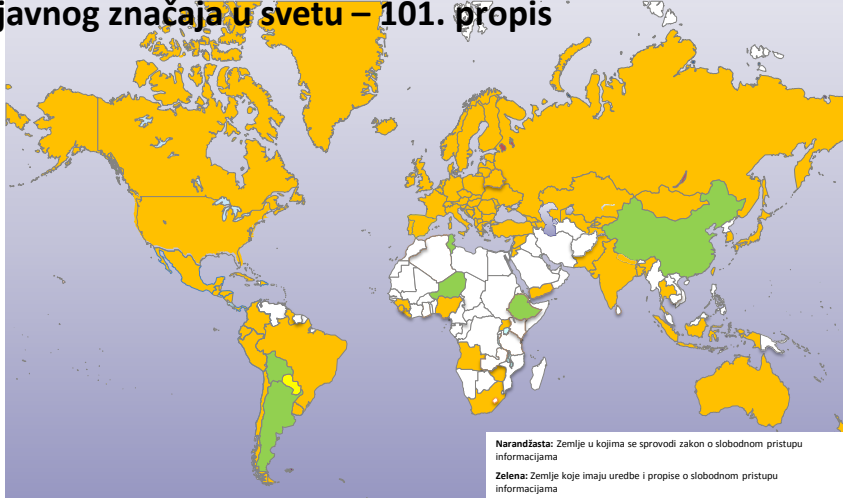 javnog značaja u svetu – 101. propis
Narandžasta: Zemlje u kojima se sprovodi zakon o slobodnom pristupu
informacijama
Zelena: Zemlje koje imaju uredbe i propise o slobodnom pristupu
informacijama